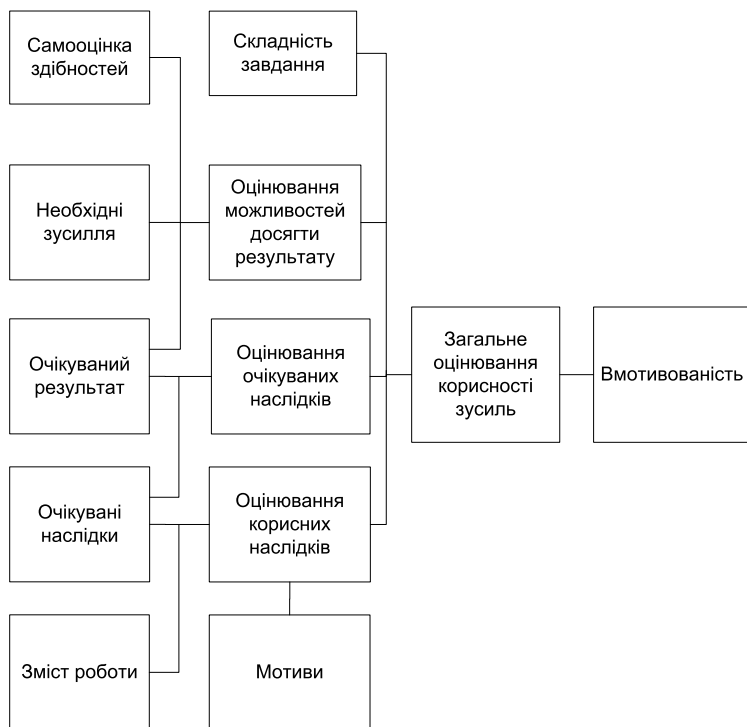 Самооцінка
здібностей
Складність
завдання
Необхідні
зусилля
Оцінювання
можливостей
досягти
результату
Очікуваний
результат
Оцінювання
очікуваних
наслідків
Загальне
оцінювання
корисності
зусиль
Вмотивованість
Очікувані
наслідки
Оцінювання
корисних
наслідків
Зміст роботи
Мотиви